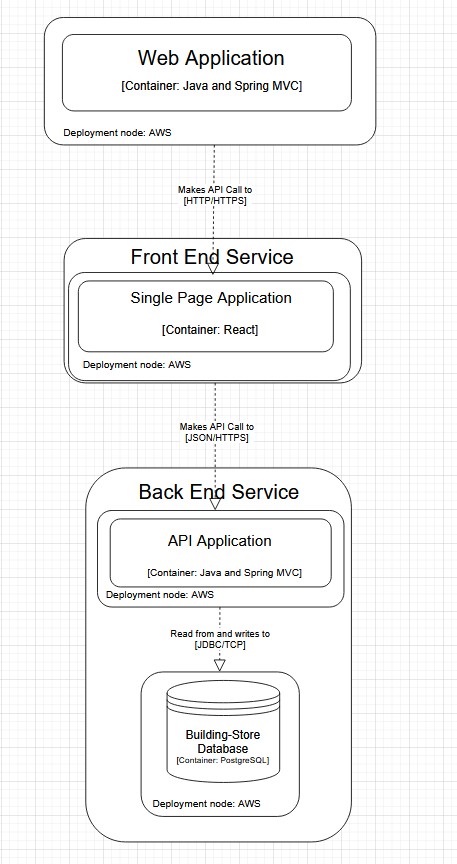 Web Application
[Container: Java and Spring MVC]
Deployment node: AWS
Makes API Call to
[HTTP/HTTPS]
Front End Service
Single Page Application
[Container: React]
Deployment node: AWS
Makes API Call to
[JSON/HTTPS]
Back End Service
API Application
[Container: Java and Spring MVC]
Deployment node: AWS
Read from and writes to
[JDBC/TCP]
Building-Store
Database
[Container: PostgreSQL]
Deployment node: AWS